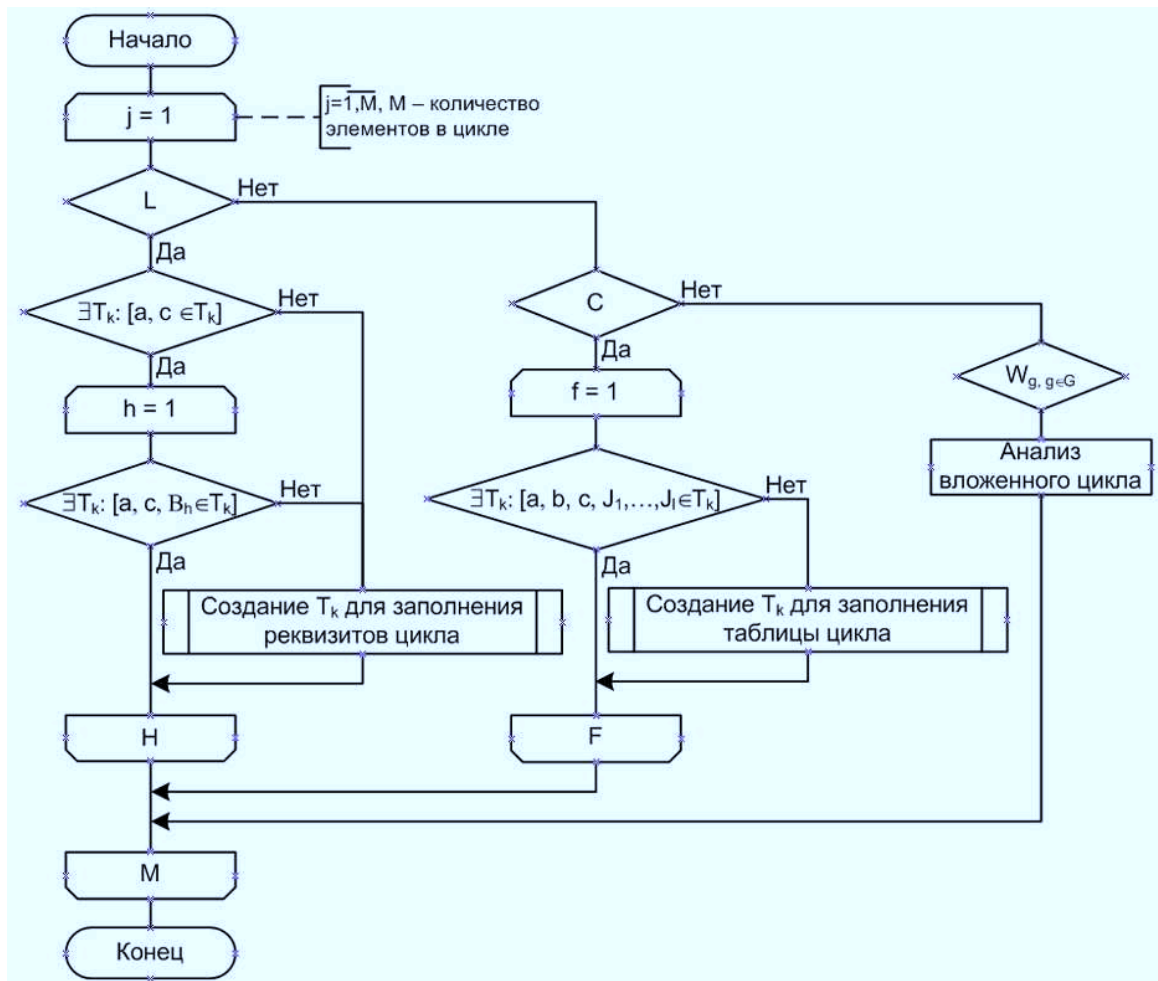 Начало
j = 1
j=1,M, M – количество
элементов в цикле
L
Нет
Да
∃Tₖ: [a, c ∈Tₖ]
Нет
Да
C
Нет
Да
h = 1
f = 1
W g, g∈G
∃Tₖ: [a, c, Bₕ∈Tₖ]
Нет
Да
∃Tₖ: [a, b, c, J₁,…,Jₗ∈Tₖ]
Нет
Да
Анализ
вложенного цикла
Создание Tₖ для заполнения
реквизитов цикла
Создание Tₖ для заполнения
таблицы цикла
H
F
M
Конец